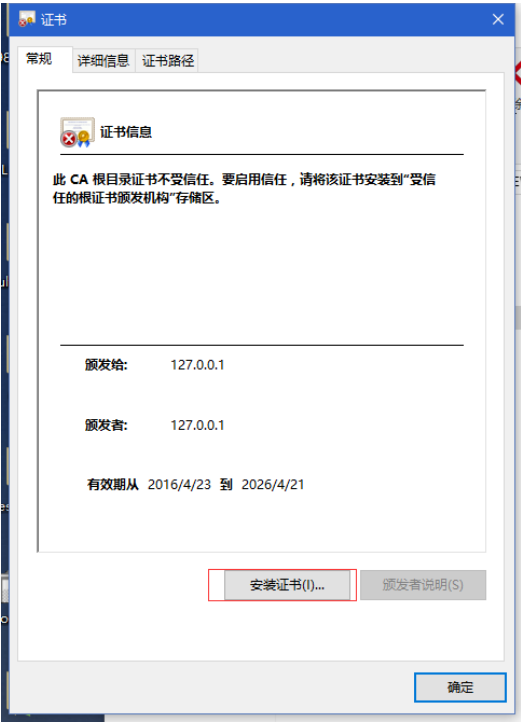 证书
常规 详细信息 证书路径
证书信息
此 CA 根目录证书不受信任。要启用信任，请将该证书安装到"受信
任的根证书颁发机构"存储区。
颁发给: 127.0.0.1
颁发者: 127.0.0.1
有效期从 2016/4/23 到 2026/4/21
安装证书(I)... 颁发者说明(S)
确定